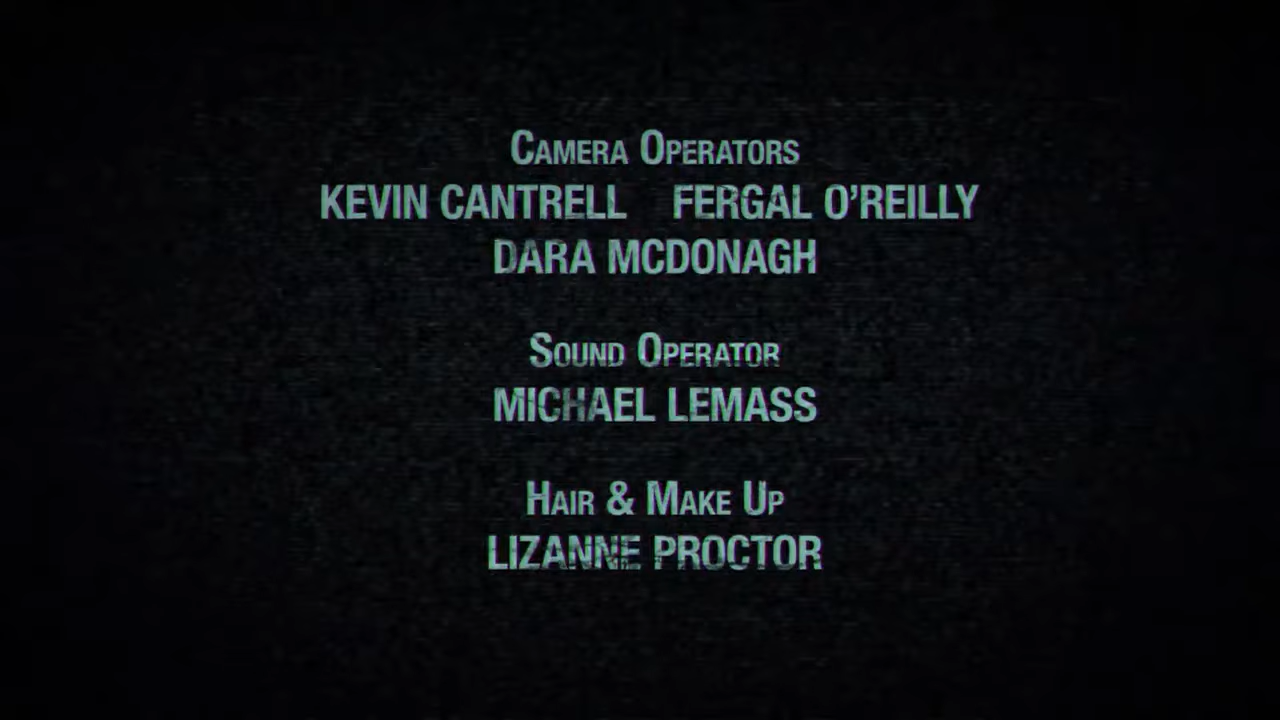 Camera Operators
KEVIN CANTRELL FERGAL O'REILLY
DARA MCDONAGH
Sound Operator
MICHAEL LEMASS
Hair & Make Up
LIZANNE PROCTOR